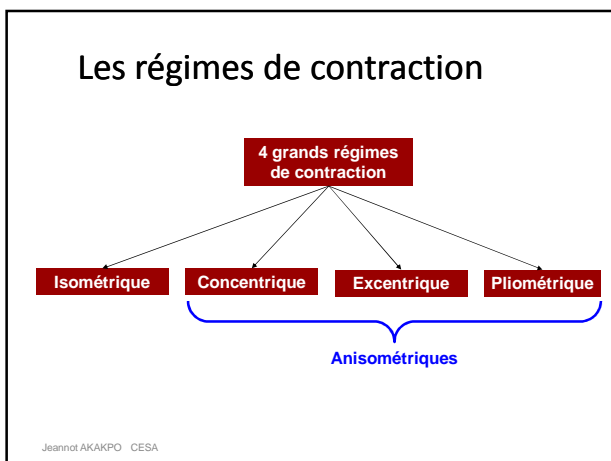 Les régimes de contraction
4 grands régimes
de contraction
Isométrique Concentrique Excentrique Pliométrique
Anisométriques
Jeannot AKAKPO CESA